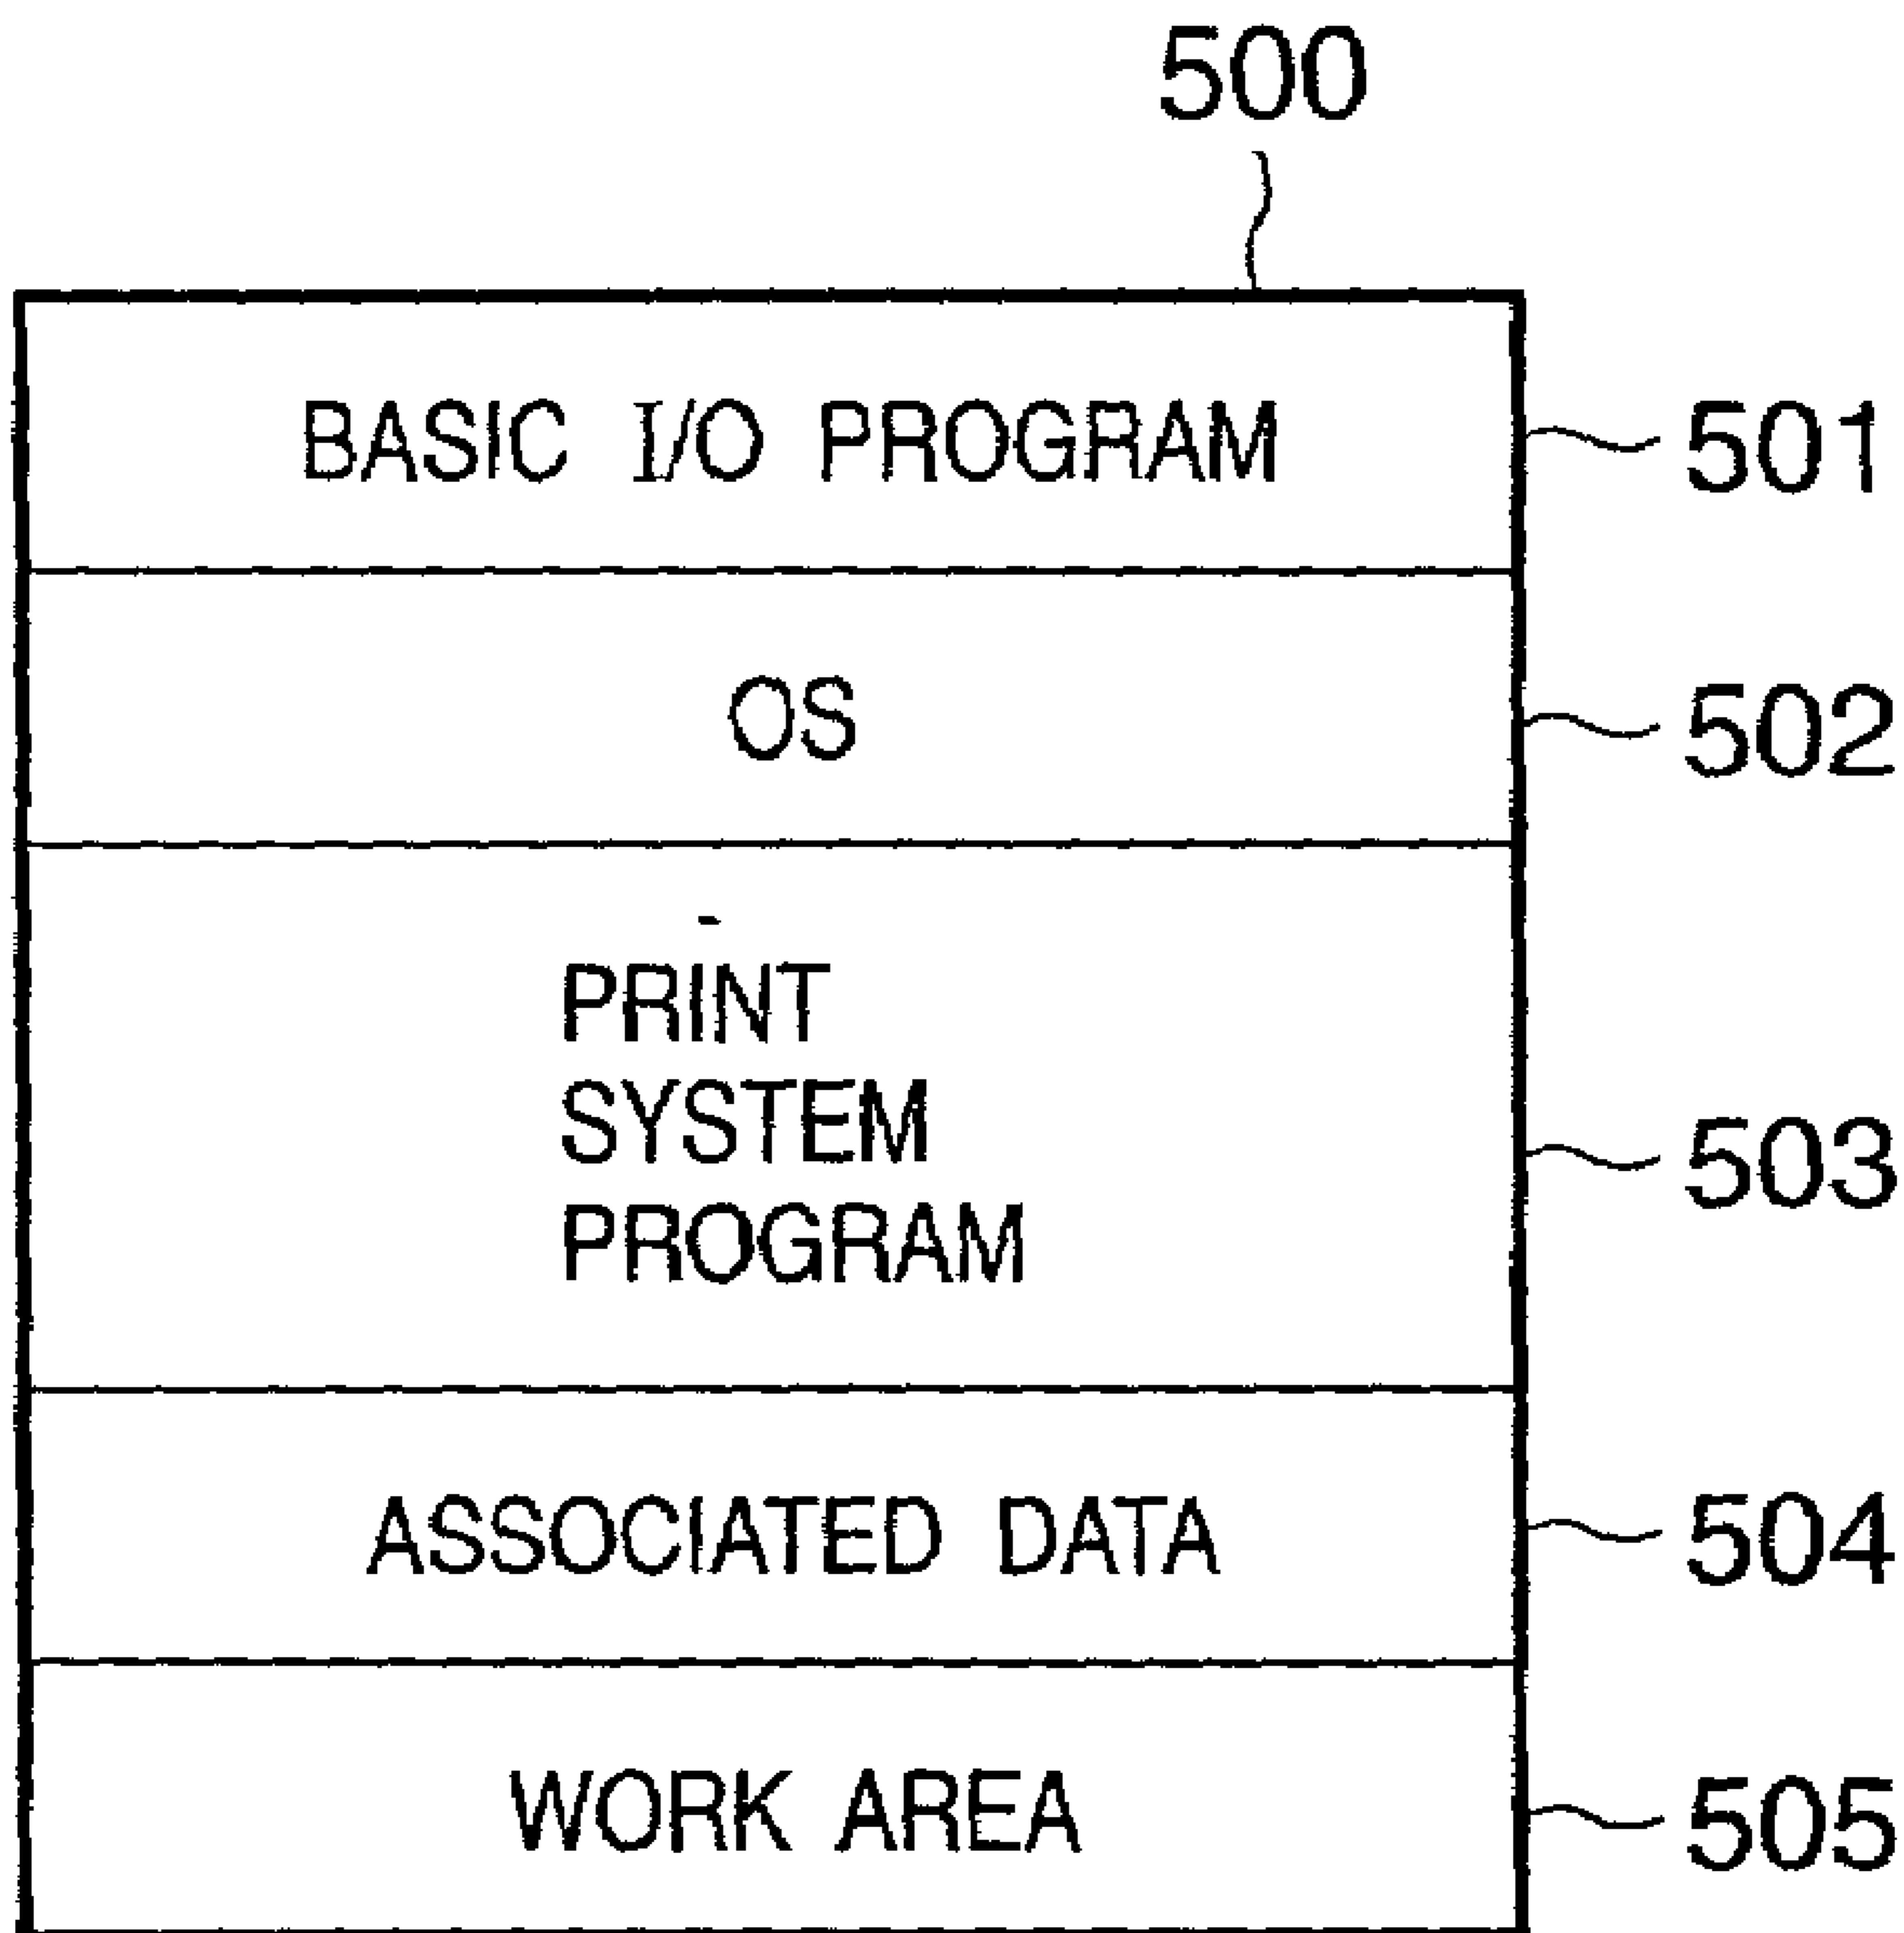 500
BASIC I/O PROGRAM 501
OS 502
PRINT
SYSTEM 503
PROGRAM
ASSOCIATED DATA 504
WORK AREA 505